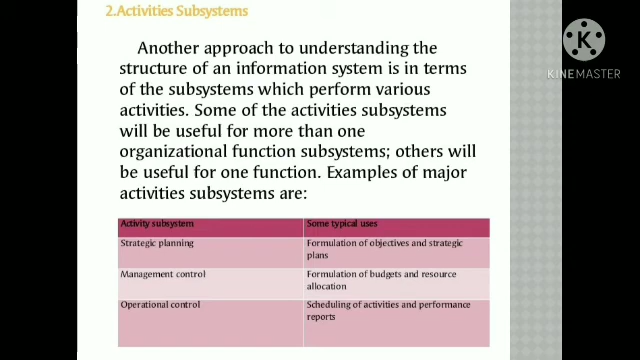 2.Activities Subsystems
Another approach to understanding the
structure of an information system is in terms
of the subsystems which perform various
activities. Some of the activities subsystems
will be useful for more than one
organizational function subsystems; others will
be useful for one function. Examples of major
activities subsystems are:
Activity subsystem Some typical uses
Strategic planning Formulation of objectives and strategic
plans
Management control Formulation of budgets and resource
allocation
Operational control Scheduling of activities and performance
reports
KINEMASTER